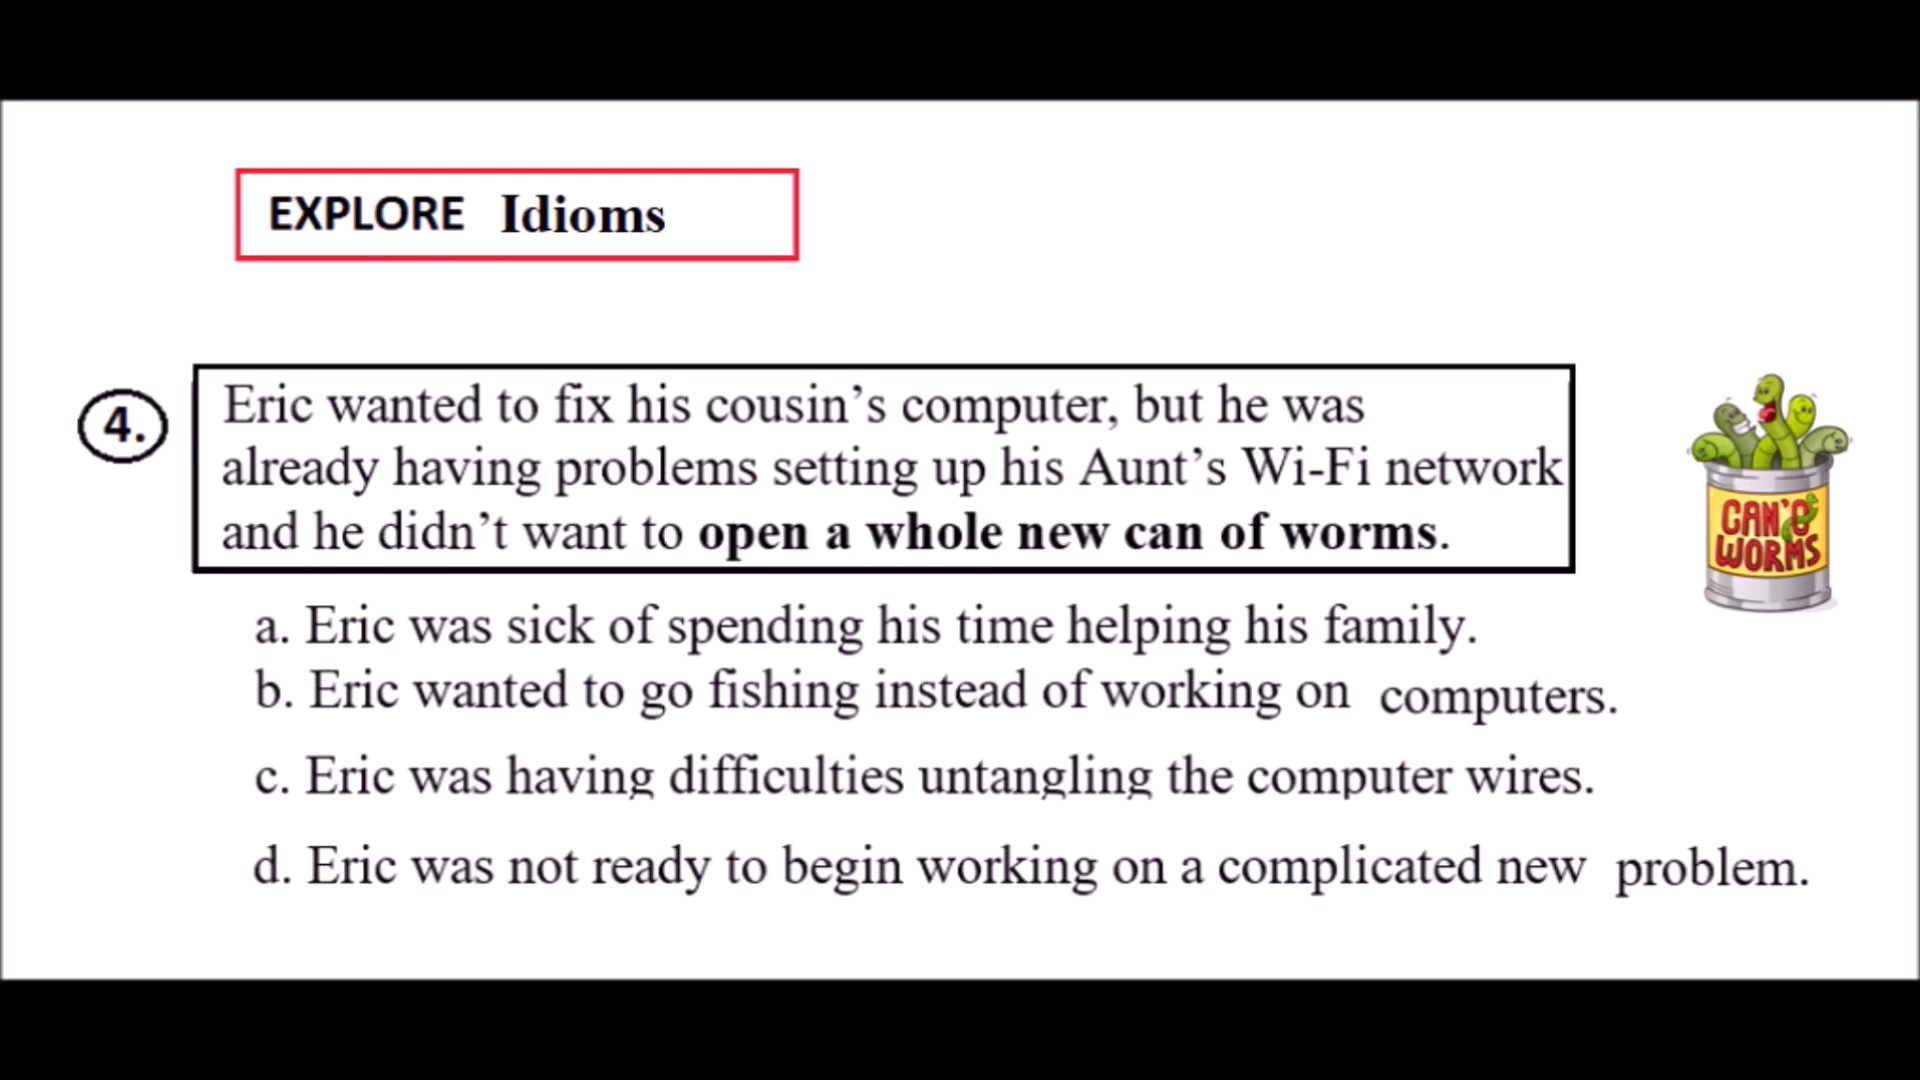 EXPLORE Idioms
4.
Eric wanted to fix his cousin’s computer, but he was
already having problems setting up his Aunt’s Wi-Fi network
and he didn’t want to open a whole new can of worms.
CAN'O
WORMS
a. Eric was sick of spending his time helping his family.
b. Eric wanted to go fishing instead of working on computers.
c. Eric was having difficulties untangling the computer wires.
d. Eric was not ready to begin working on a complicated new problem.